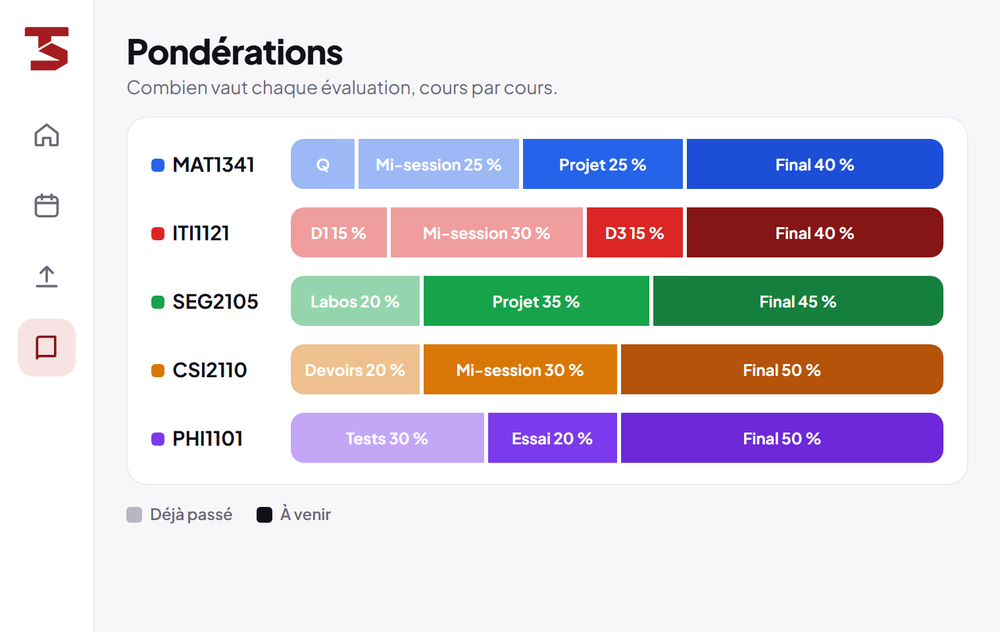 TS
Pondérations
Combien vaut chaque évaluation, cours par cours.
MAT1341 Q Mi-session 25 % Projet 25 % Final 40 %
ITI1121 D1 15 % Mi-session 30 % D3 15 % Final 40 %
SEG2105 Labos 20 % Projet 35 % Final 45 %
CSI2110 Devoirs 20 % Mi-session 30 % Final 50 %
PHI1101 Tests 30 % Essai 20 % Final 50 %
Déjà passé À venir